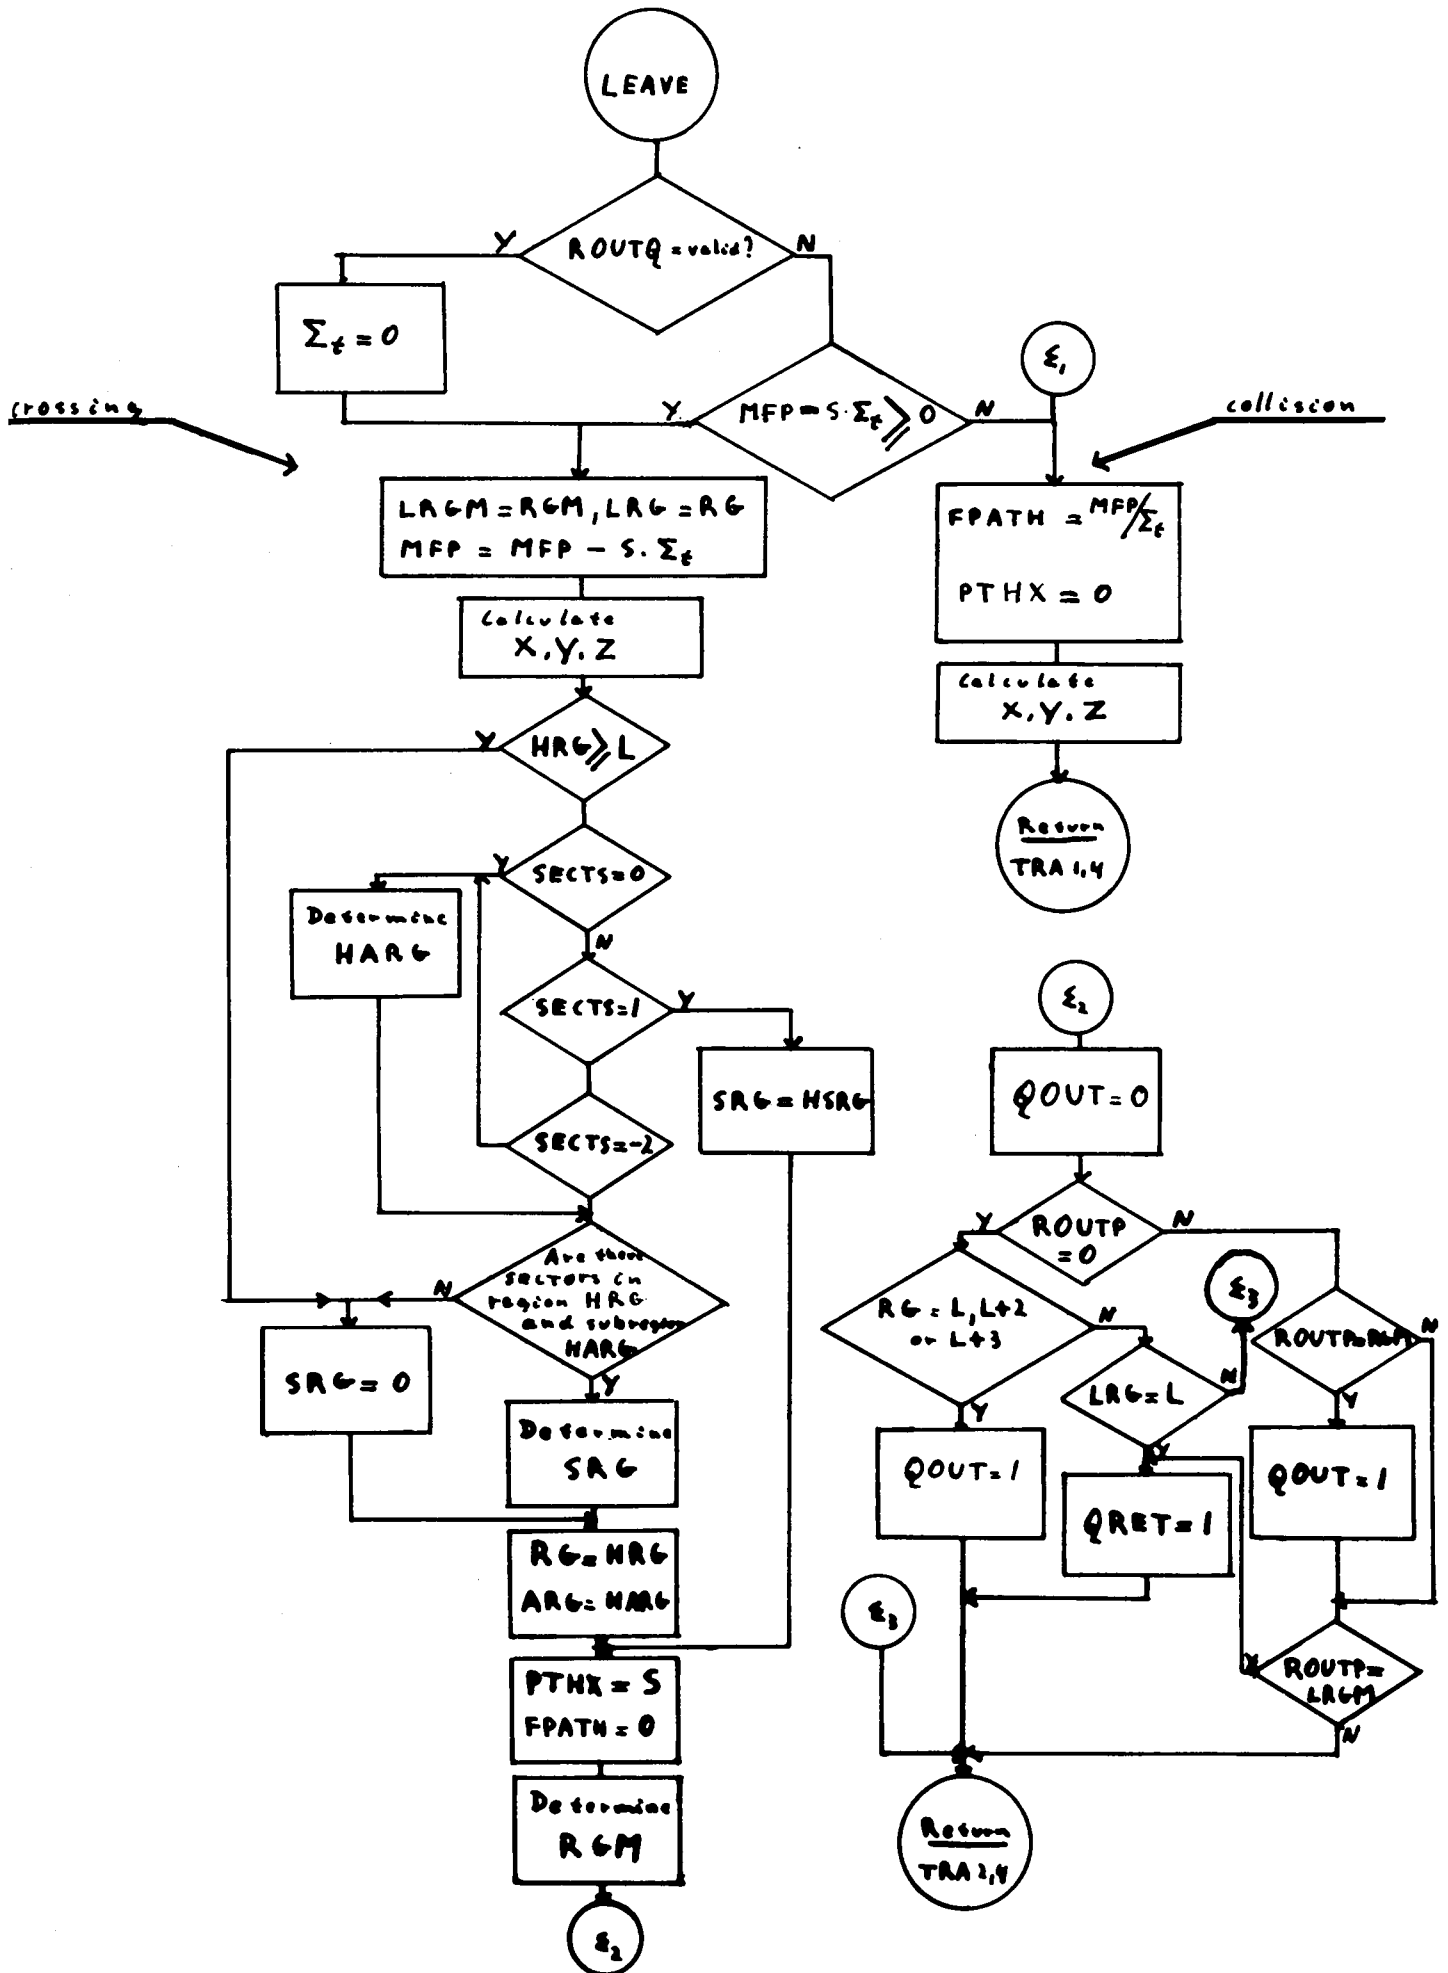 LEAVE
Y
ROUTQ = valid?
N
Σt = 0
ε1
crossing
Y
MFP - S.Σt ≥ 0
N
collision
LRGM = RGM, LRG = RG
MFP = MFP - S.Σt
FPATH = MFP/Σt
PTHX = 0
Calculate
X, Y, Z
Calculate
X, Y, Z
Y
HRG ≥ L
Return
TRA 1,4
Y
SECTS=0
N
Determine
HARG
SECTS=1
Y
ε2
SRG = HSRG
QOUT = 0
SECTS=-2
Y
ROUTP
=0
N
Are there
sectors in
region HRG
and subregion
HARG
N
Y
ε3
RG = L, L+2
or L+3
N
ROUTP=RGM
N
SRG = 0
LRG = L
N
Y
Y
Y
Determine
SRG
QOUT = 1
QRET = 1
QOUT = 1
RG = HRG
ARG = HARG
ε3
PTHX = S
FPATH = 0
Y
ROUTP=
LRGM
N
Determine
RGM
Return
TRA 2,4
ε2